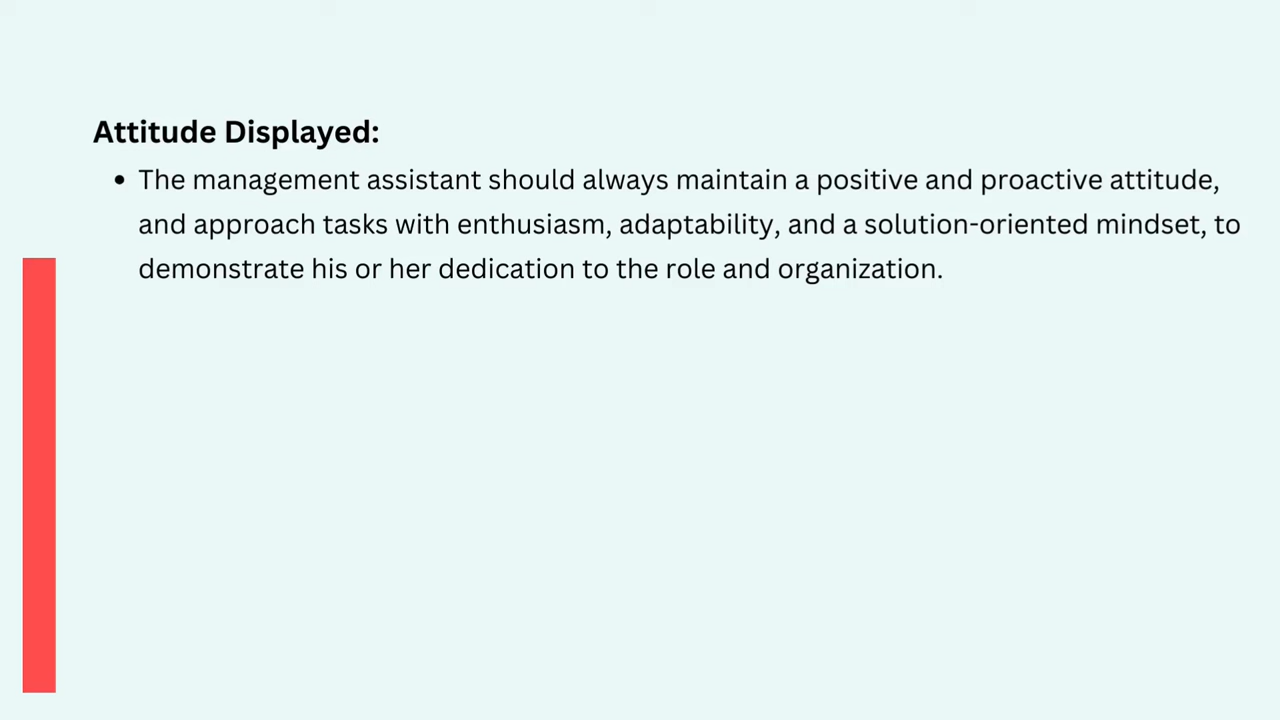 Attitude Displayed:
• The management assistant should always maintain a positive and proactive attitude,
and approach tasks with enthusiasm, adaptability, and a solution-oriented mindset, to
demonstrate his or her dedication to the role and organization.